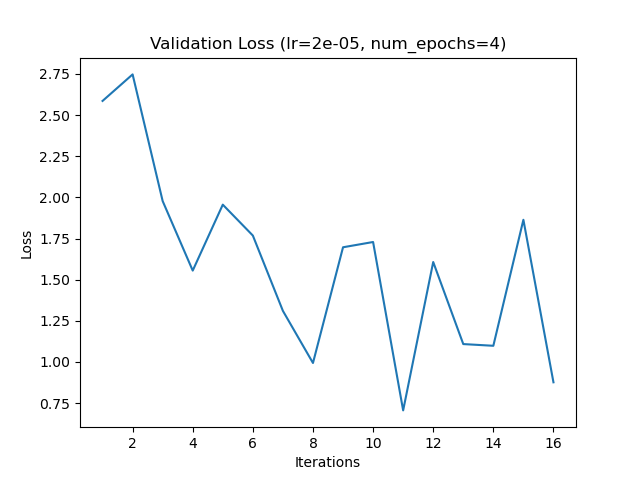 Validation Loss (lr=2e-05, num_epochs=4)
2.75
2.50
2.25
2.00
1.75
1.50
1.25
1.00
0.75
Loss
2 4 6 8 10 12 14 16
Iterations